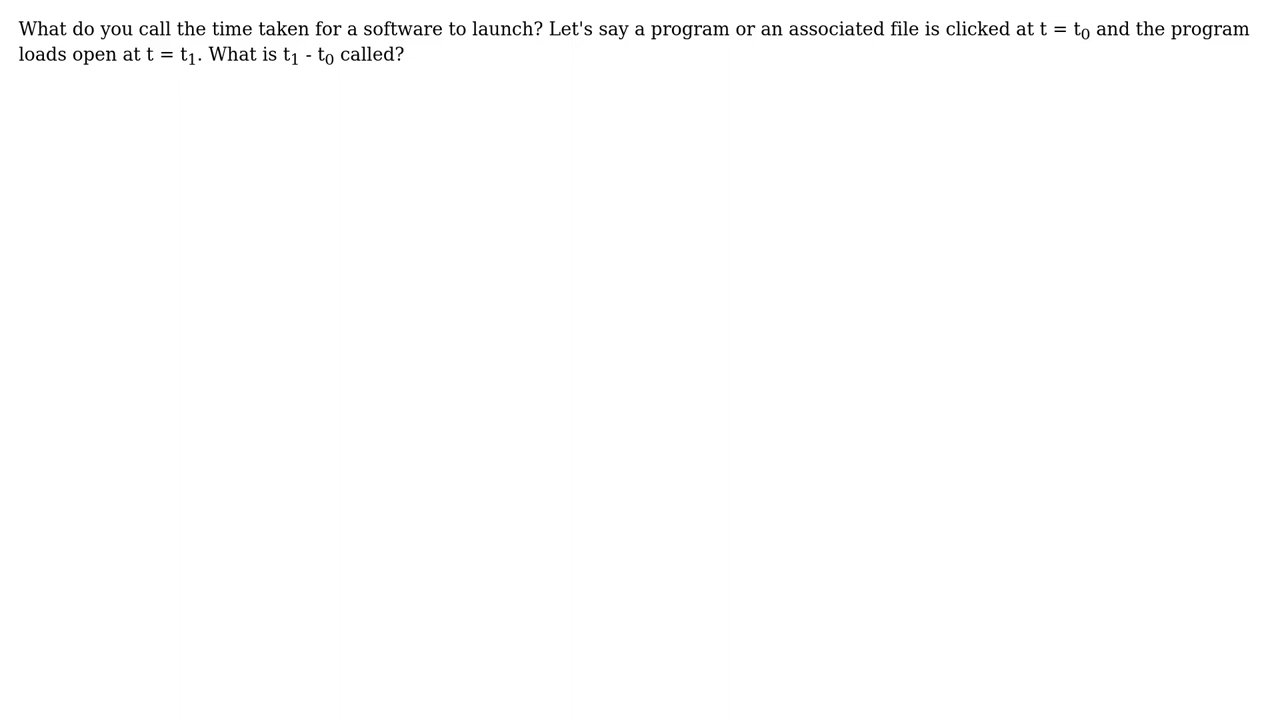 What do you call the time taken for a software to launch? Let's say a program or an associated file is clicked at t = t₀ and the program
loads open at t = t₁. What is t₁ - t₀ called?